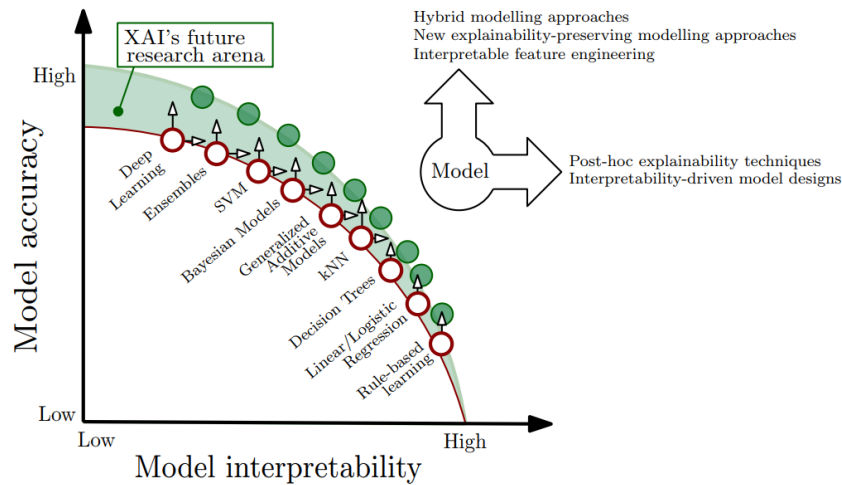 XAI's future
research arena
Hybrid modelling approaches
New explainability-preserving modelling approaches
Interpretable feature engineering
Model
Post-hoc explainability techniques
Interpretability-driven model designs
High
Model accuracy
Low
Deep
Learning
Ensembles
SVM
Bayesian Models
Generalized
Additive
Models
kNN
Decision Trees
Linear/Logistic
Regression
Rule-based
learning
Low
High
Model interpretability